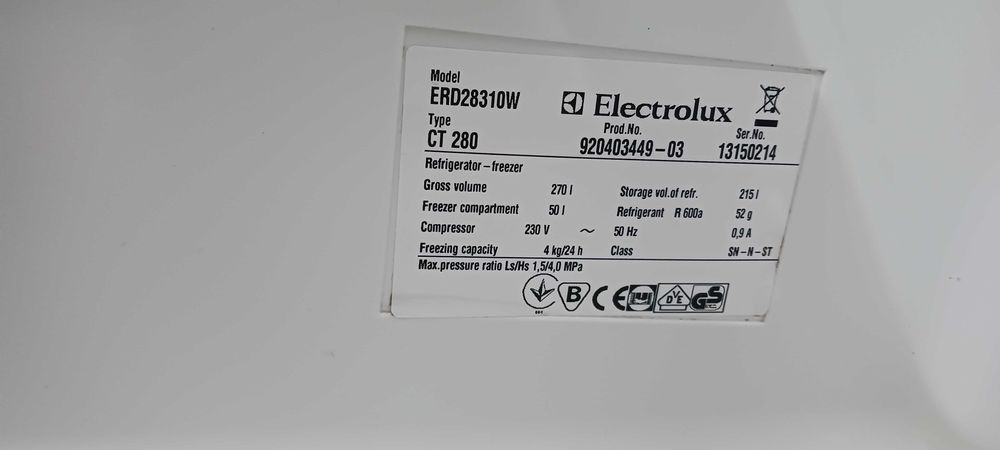 Model
ERD28310W
Electrolux
Type
CT 280
Prod.No.
920403449-03
Ser.No.
13150214
Refrigerator-freezer
Gross volume 270 l Storage vol.of refr. 215 l
Freezer compartment 50 l Refrigerant R 600a 52 g
Compressor 230 V ~ 50 Hz 0,9 A
Freezing capacity 4 kg/24 h Class SN-N-ST
Max.pressure ratio Ls/Hs 1,5/4,0 MPa
B CE DVE GS